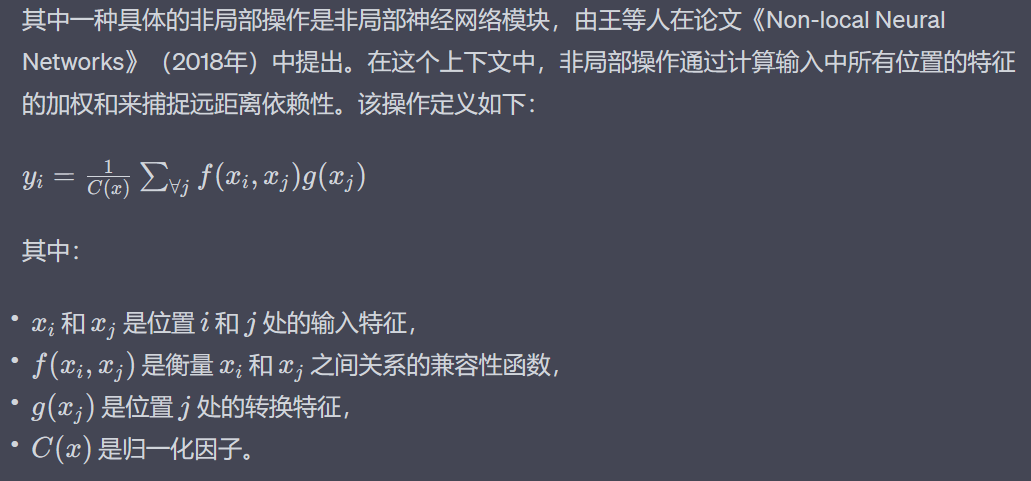 其中一种具体的非局部操作是非局部神经网络模块，由王等人在论文《Non-local Neural
Networks》（2018年）中提出。在这个上下文中，非局部操作通过计算输入中所有位置的特征
的加权和来捕捉远距离依赖性。该操作定义如下：
y_i = \frac{1}{C(x)} \sum_{\forall j} f(x_i, x_j)g(x_j)
其中：
• x_i 和 x_j 是位置 i 和 j 处的输入特征，
• f(x_i, x_j) 是衡量 x_i 和 x_j 之间关系的兼容性函数，
• g(x_j) 是位置 j 处的转换特征，
• C(x) 是归一化因子。